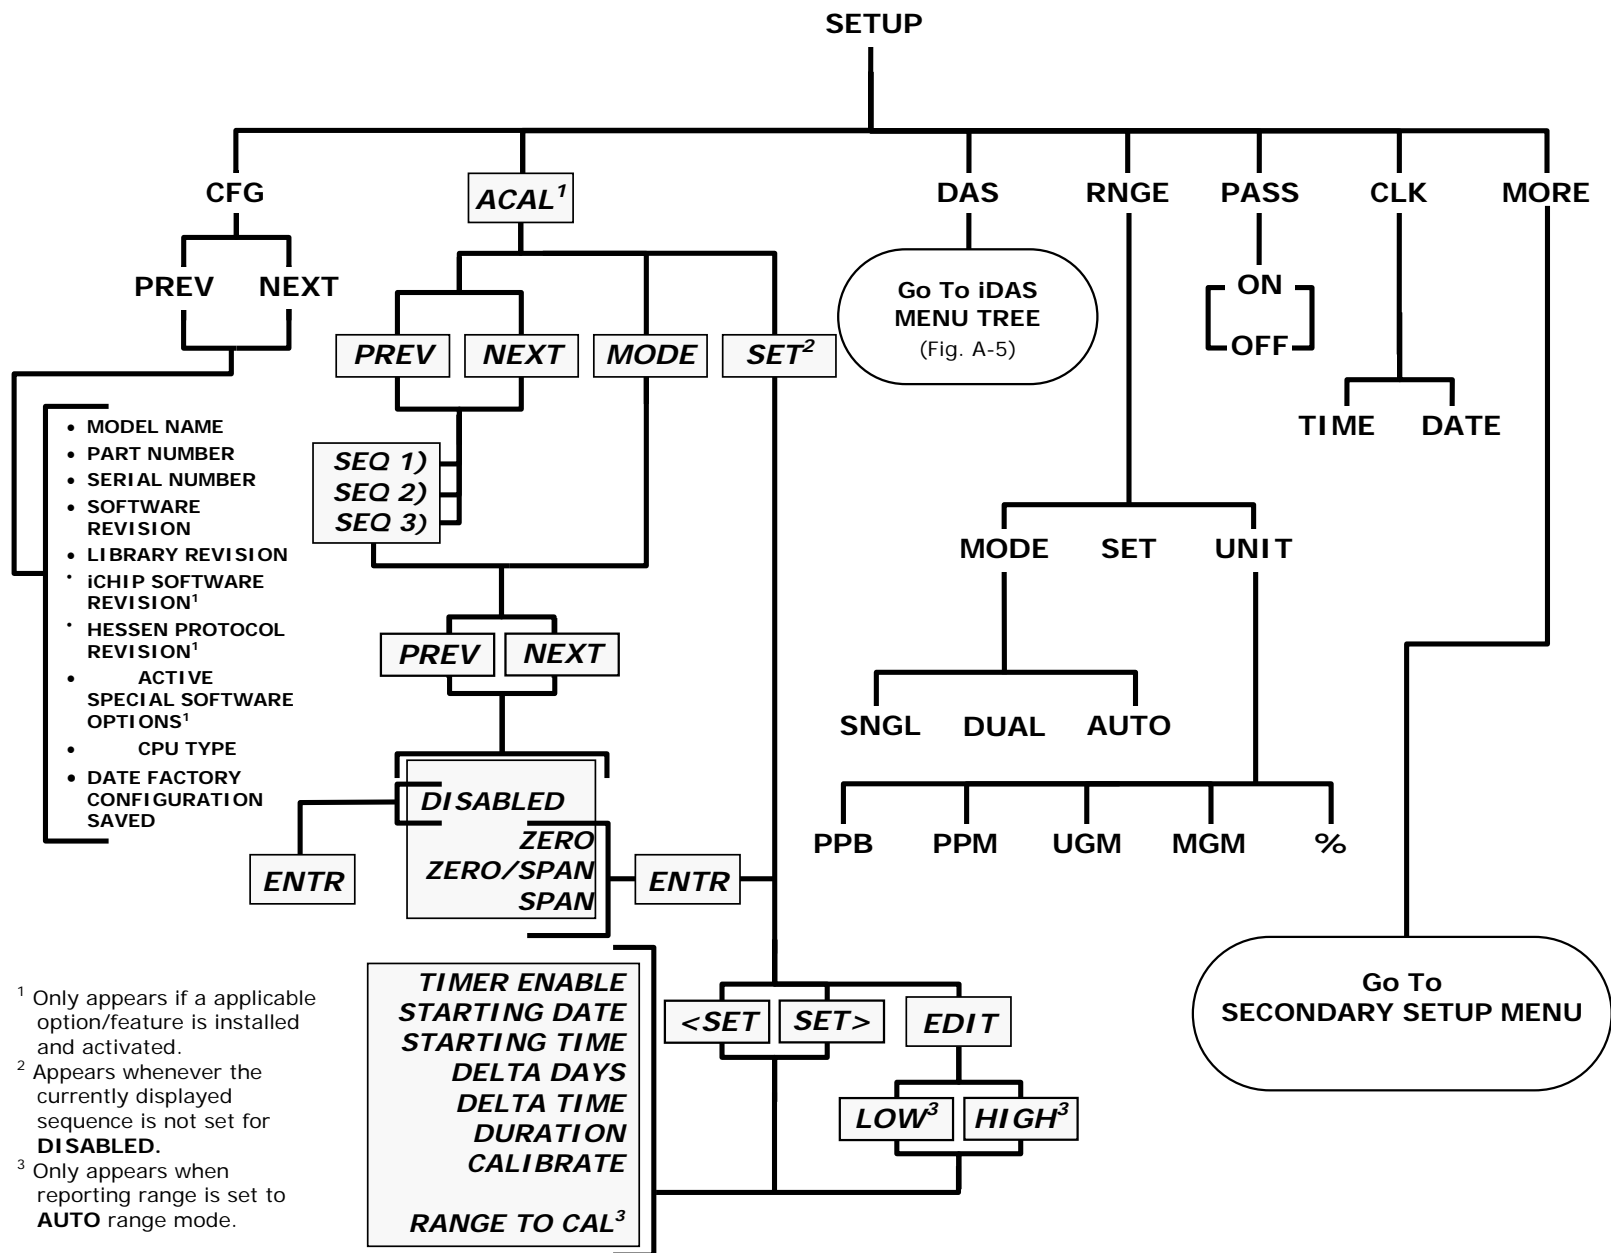 SETUP
CFG
ACAL¹
DAS
RNGE
PASS
CLK
MORE
PREV
NEXT
PREV
NEXT
MODE
SET²
Go To iDAS
MENU TREE
(Fig. A-5)
ON
OFF
TIME
DATE
• MODEL NAME
• PART NUMBER
• SERIAL NUMBER
• SOFTWARE
REVISION
• LIBRARY REVISION
• iCHIP SOFTWARE
REVISION¹
• HESSEN PROTOCOL
REVISION¹
• ACTIVE
SPECIAL SOFTWARE
OPTIONS¹
• CPU TYPE
• DATE FACTORY
CONFIGURATION
SAVED
SEQ 1)
SEQ 2)
SEQ 3)
MODE
SET
UNIT
PREV
NEXT
SNGL
DUAL
AUTO
DISABLED
ZERO
ZERO/SPAN
SPAN
ENTR
ENTR
PPB
PPM
UGM
MGM
%
TIMER ENABLE
STARTING DATE
STARTING TIME
DELTA DAYS
DELTA TIME
DURATION
CALIBRATE
RANGE TO CAL³
<SET
SET>
EDIT
LOW³
HIGH³
Go To
SECONDARY SETUP MENU
¹ Only appears if a applicable
option/feature is installed
and activated.
² Appears whenever the
currently displayed
sequence is not set for
DISABLED.
³ Only appears when
reporting range is set to
AUTO range mode.